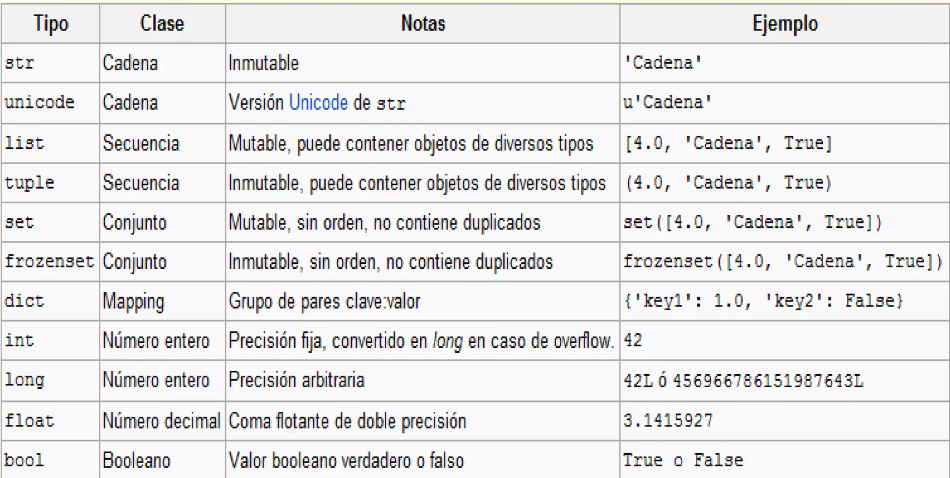 Tipo Clase Notas Ejemplo
str Cadena Inmutable 'Cadena'
unicode Cadena Versión Unicode de str u'Cadena'
list Secuencia Mutable, puede contener objetos de diversos tipos [4.0, 'Cadena', True]
tuple Secuencia Inmutable, puede contener objetos de diversos tipos (4.0, 'Cadena', True)
set Conjunto Mutable, sin orden, no contiene duplicados set([4.0, 'Cadena', True])
frozenset Conjunto Inmutable, sin orden, no contiene duplicados frozenset([4.0, 'Cadena', True])
dict Mapping Grupo de pares clave:valor {'key1': 1.0, 'key2': False}
int Número entero Precisión fija, convertido en long en caso de overflow. 42
long Número entero Precisión arbitraria 42L ó 456966786151987643L
float Número decimal Coma flotante de doble precisión 3.1415927
bool Booleano Valor booleano verdadero o falso True o False